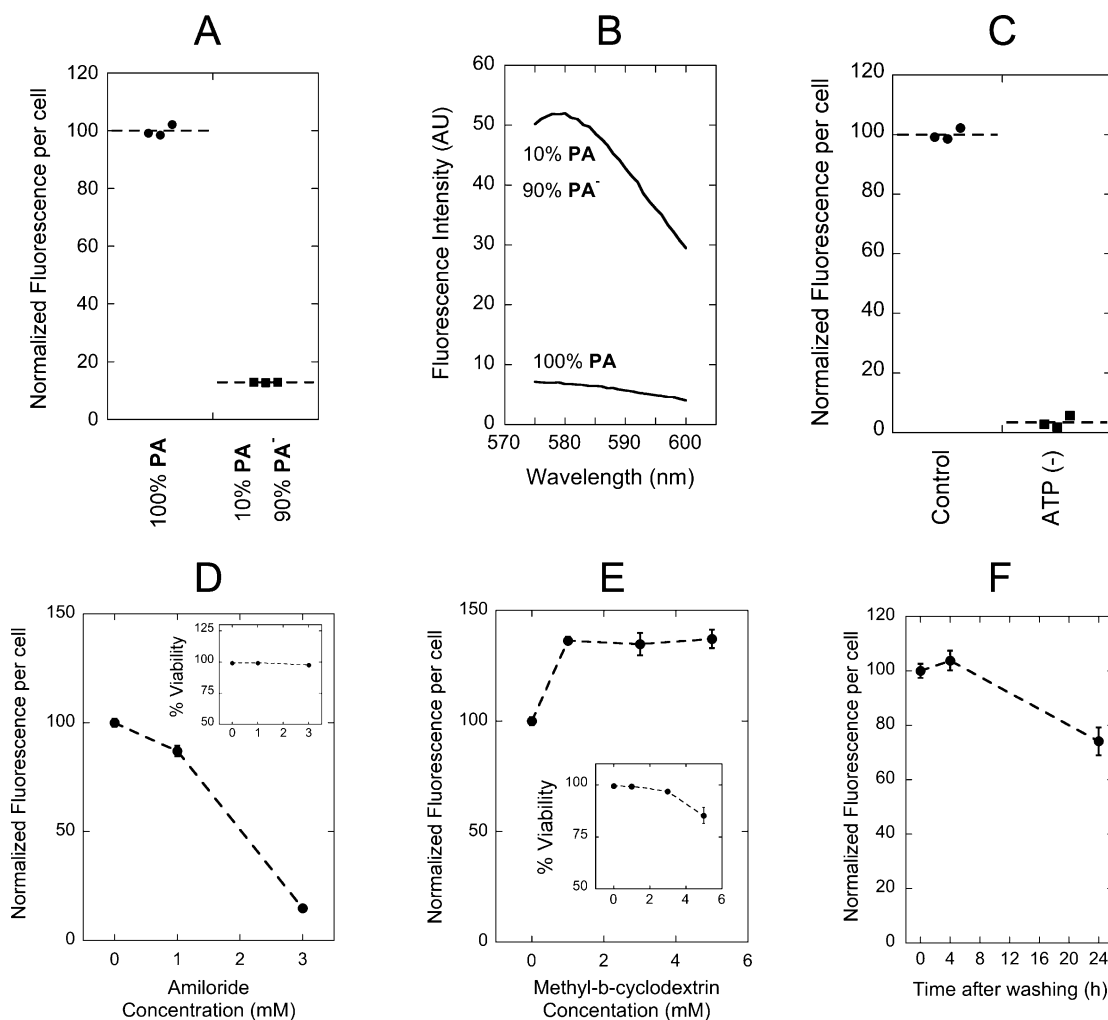 A
Normalized Fluorescence per cell
120
100
80
60
40
20
0
100% PA
10% PA
90% PA-
B
Fluorescence Intensity (AU)
60
50
40
30
20
10
0
10% PA
90% PA-
100% PA
570 580 590 600
Wavelength (nm)
C
Normalized Fluorescence per cell
120
100
80
60
40
20
0
Control
ATP (-)
D
Normalized Fluorescence per cell
150
100
50
0
% Viability
125
100
75
50
0 1 2 3
0 1 2 3
Amiloride
Concentration (mM)
E
Normalized Fluorescence per cell
150
100
50
0
% Viability
100
75
50
0 2 4 6
0 2 4 6
Methyl-b-cyclodextrin
Concentation (mM)
F
Normalized Fluorescence per cell
120
100
80
60
40
20
0
0 4 8 12 16 20 24
Time after washing (h)